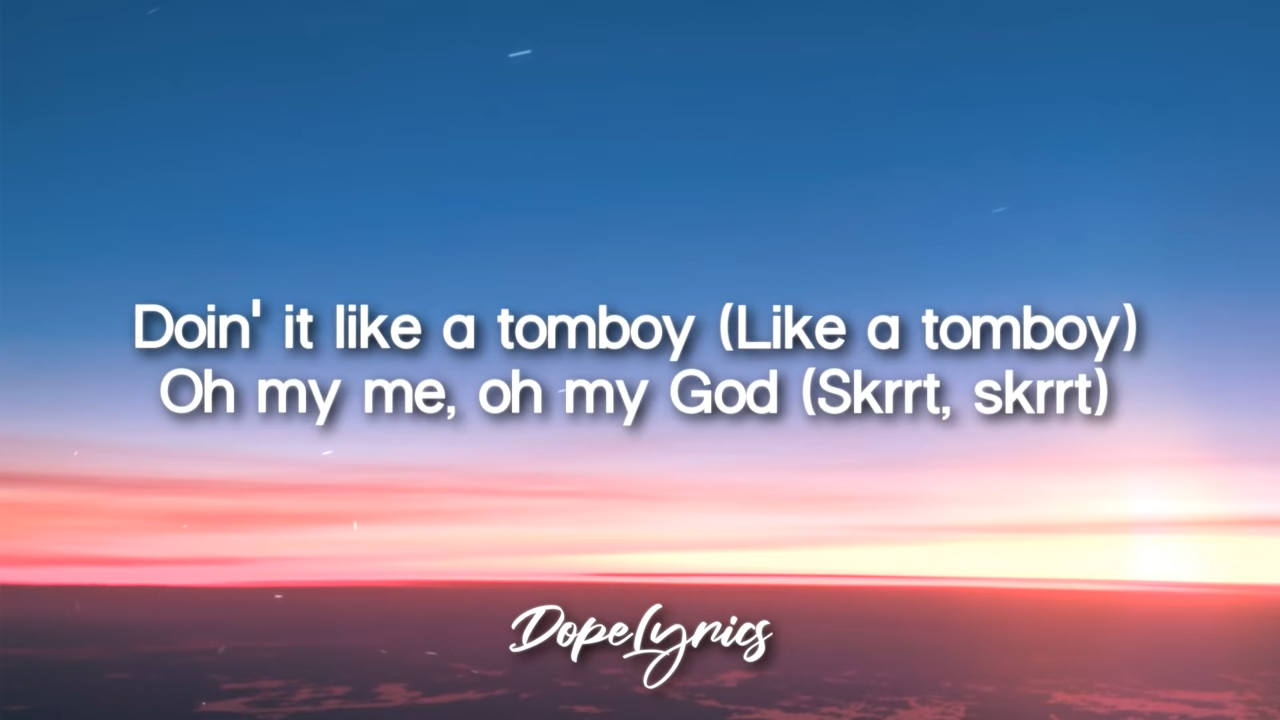 Doin' it like a tomboy (Like a tomboy)
Oh my me, oh my God (Skrrt, skrrt)
DopeLyrics